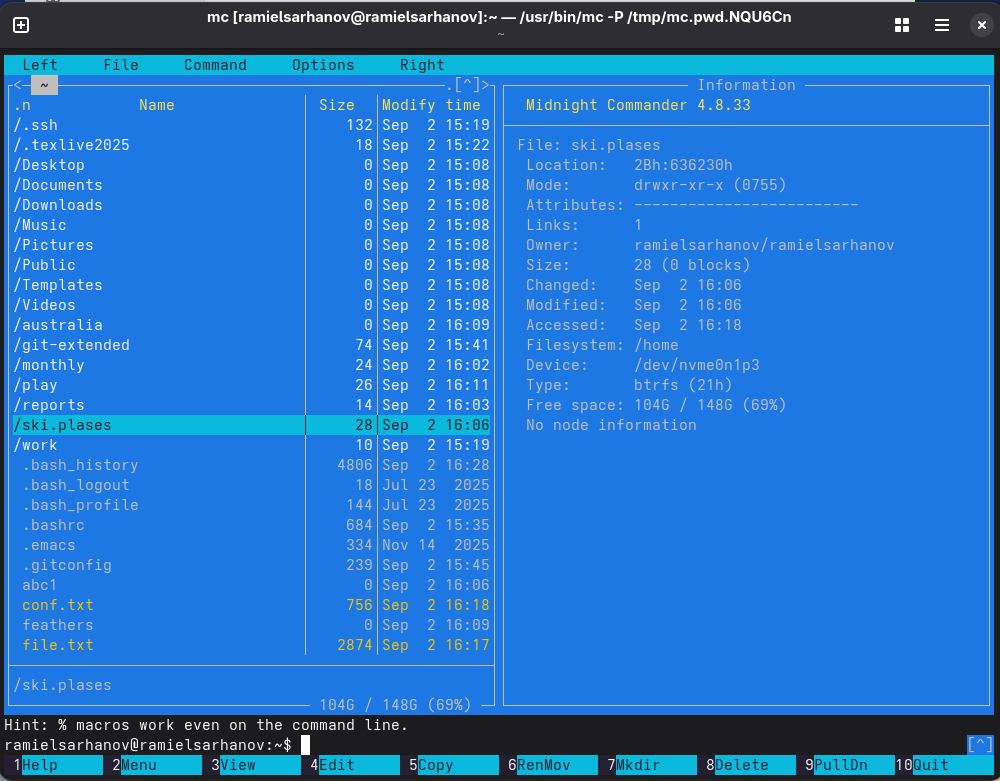 mc [ramielsarhanov@ramielsarhanov]:~ — /usr/bin/mc -P /tmp/mc.pwd.NQU6Cn
~
Left File Command Options Right
<─ ~ .[^]>
.n Name Size Modify time
/.ssh 132 Sep 2 15:19
/.texlive2025 18 Sep 2 15:22
/Desktop 0 Sep 2 15:08
/Documents 0 Sep 2 15:08
/Downloads 0 Sep 2 15:08
/Music 0 Sep 2 15:08
/Pictures 0 Sep 2 15:08
/Public 0 Sep 2 15:08
/Templates 0 Sep 2 15:08
/Videos 0 Sep 2 15:08
/australia 0 Sep 2 16:09
/git-extended 74 Sep 2 15:41
/monthly 24 Sep 2 16:02
/play 26 Sep 2 16:11
/reports 14 Sep 2 16:03
/ski.plases 28 Sep 2 16:06
/work 10 Sep 2 15:19
.bash_history 4806 Sep 2 16:28
.bash_logout 18 Jul 23 2025
.bash_profile 144 Jul 23 2025
.bashrc 684 Sep 2 15:35
.emacs 334 Nov 14 2025
.gitconfig 239 Sep 2 15:45
abc1 0 Sep 2 16:06
conf.txt 756 Sep 2 16:18
feathers 0 Sep 2 16:09
file.txt 2874 Sep 2 16:17
/ski.plases
104G / 148G (69%)
Information
Midnight Commander 4.8.33
File: ski.plases
Location: 2Bh:636230h
Mode: drwxr-xr-x (0755)
Attributes: -------------------------
Links: 1
Owner: ramielsarhanov/ramielsarhanov
Size: 28 (0 blocks)
Changed: Sep 2 16:06
Modified: Sep 2 16:06
Accessed: Sep 2 16:18
Filesystem: /home
Device: /dev/nvme0n1p3
Type: btrfs (21h)
Free space: 104G / 148G (69%)
No node information
Hint: % macros work even on the command line.
ramielsarhanov@ramielsarhanov:~$ [^]
1Help 2Menu 3View 4Edit 5Copy 6RenMov 7Mkdir 8Delete 9PullDn 10Quit